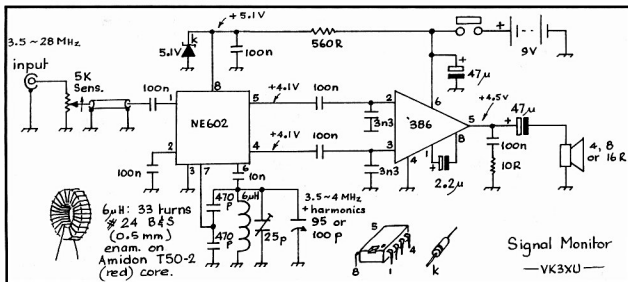 +5.1V
3.5 ~ 28 MHz
input
5K
Sens.
100n
5.1V
k
100n
560R
9V
+
47µ
6
8
1
NE602
5
+4.1V
100n
2
3n3
'386
+4.5V
5
47µ
+
100n
10R
4, 8
or
16R
2
100n
3
7
6
10n
4
+4.1V
100n
3
3n3
4
1
8
2.2µ
+
470
P
470
P
6µH
25p
3.5~4 MHz
+ harmonics
95 or
100 p
6µH: 33 turns
# 24 B&S
(0.5 mm)
enam. on
Amidon T50-2
(red) core.
5
4
8
1
k
Signal Monitor
— VK3XU —